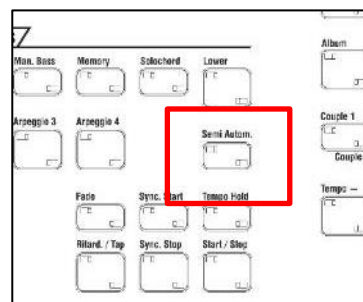 Album
Man. Bass Memory Solochord Lower
Arpeggio 3 Arpeggio 4 Semi Autom. Couple 1
Couple
Fade Sync. Start Tempo Hold Tempo —
Ritard. / Tap Sync. Stop Start / Stop